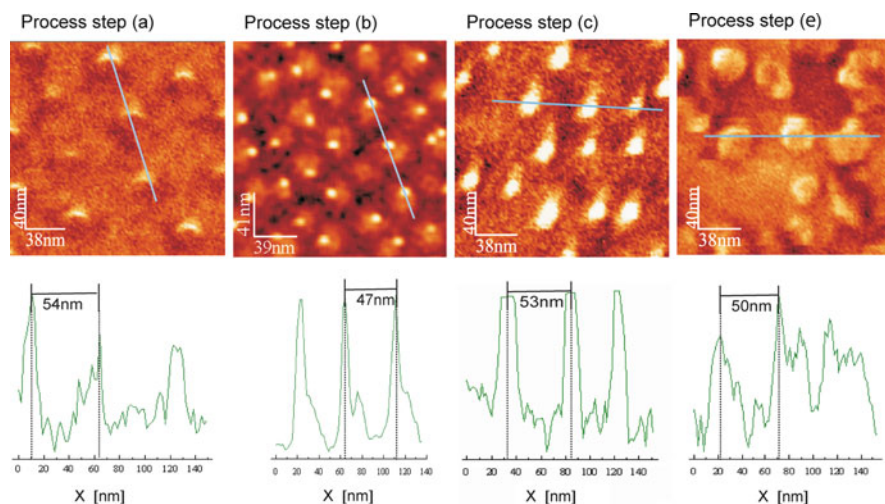 Process step (a)
Process step (b)
Process step (c)
Process step (e)
40nm
38nm
41nm
39nm
40nm
38nm
40nm
38nm
54nm
47nm
53nm
50nm
0 20 40 60 80 100 120 140
0 20 40 60 80 100 120 140
0 20 40 60 80 100 120 140
0 20 40 60 80 100 120 140
X [nm]
X [nm]
X [nm]
X [nm]